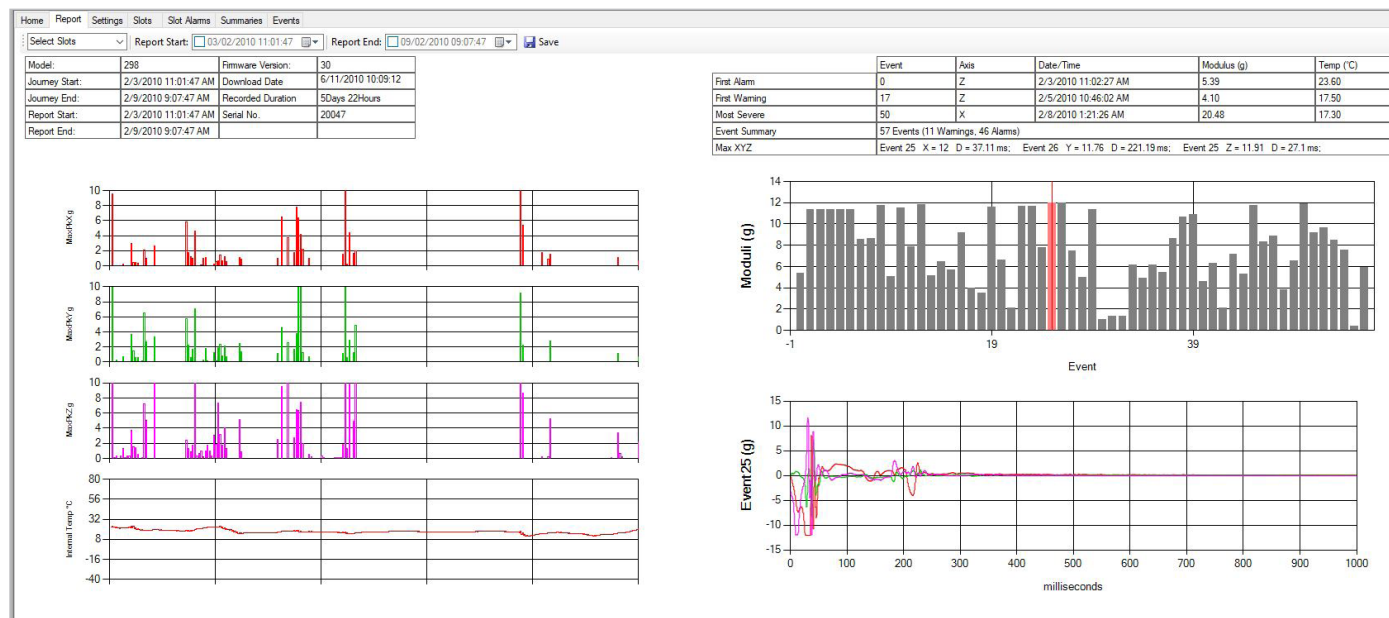 Home Report Settings Slots Slot Alarms Summaries Events
Select Slots Report Start: 03/02/2010 11:01:47 Report End: 09/02/2010 09:07:47 Save
Model: 298 Firmware Version: 30
Journey Start: 2/3/2010 11:01:47 AM Download Date 6/11/2010 10:09:12
Journey End: 2/9/2010 9:07:47 AM Recorded Duration 5Days 22Hours
Report Start: 2/3/2010 11:01:47 AM Serial No. 20047
Report End: 2/9/2010 9:07:47 AM
Event Axis Date/Time Modulus (g) Temp (°C)
First Alarm 0 Z 2/3/2010 11:02:27 AM 5.39 23.60
First Warning 17 Z 2/5/2010 10:46:02 AM 4.10 17.50
Most Severe 50 X 2/8/2010 1:21:26 AM 20.48 17.30
Event Summary 57 Events (11 Warnings, 46 Alarms)
Max XYZ Event 25 X = 12 D = 37.11 ms; Event 26 Y = 11.76 D = 221.19 ms; Event 25 Z = 11.91 D = 27.1 ms;
MaxPkX g
10
8
6
4
2
0
MaxPkY g
10
8
6
4
2
0
MaxPkZ g
10
8
6
4
2
0
Internal Temp °C
80
56
32
8
-16
-40
Moduli (g)
14
12
10
8
6
4
2
0
-1 19 39
Event
Event25 (g)
15
10
5
0
-5
-10
-15
0 100 200 300 400 500 600 700 800 900 1000
milliseconds